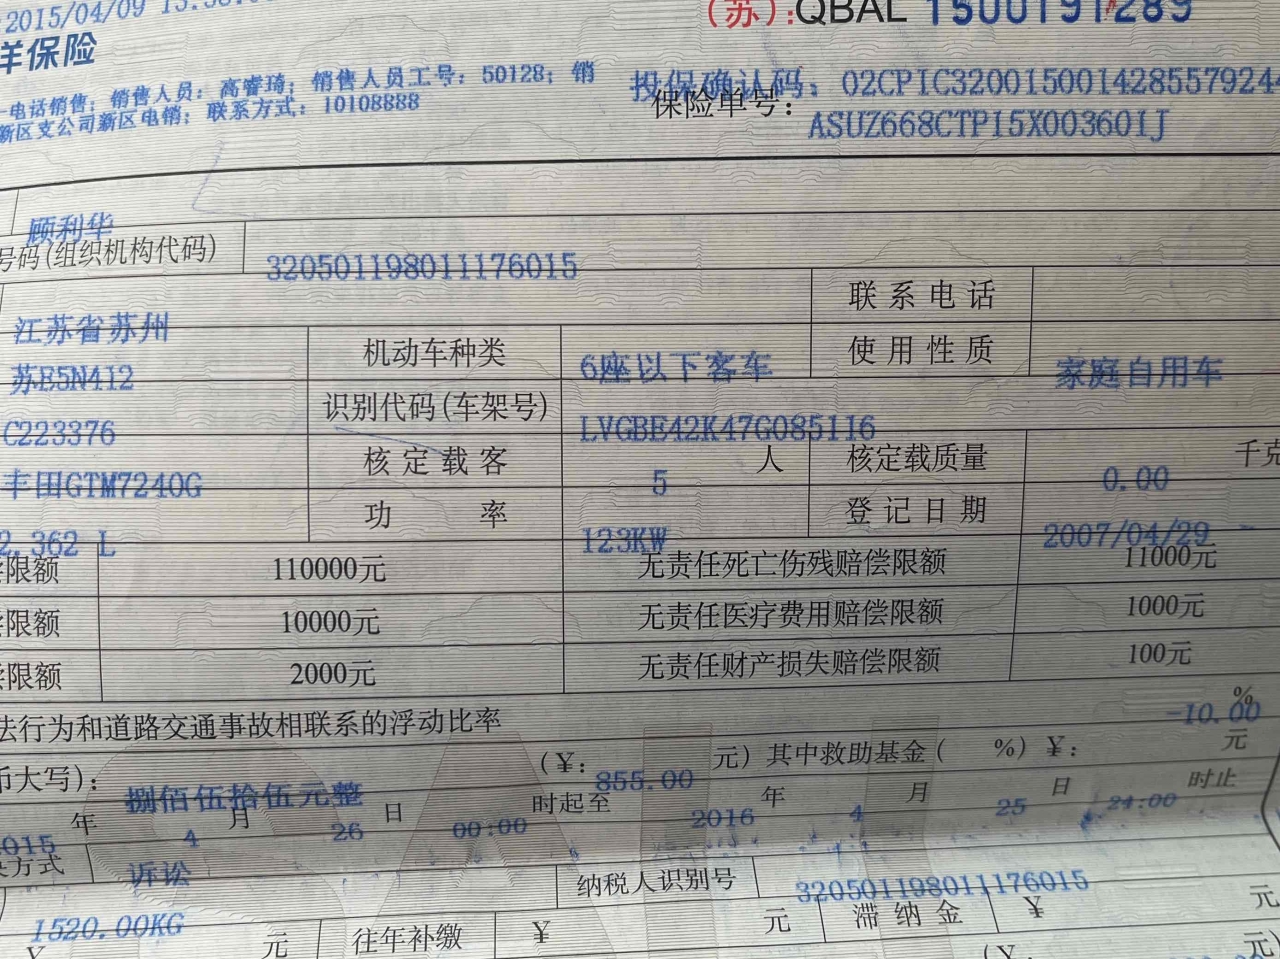 2015/04/09
(苏):QBAL 1500191289
洋保险
电话销售; 销售人员: 高睿琦; 销售人员工号: 50128; 销
新区支公司新区电销; 联系方式: 10108888
投保确认码: 02CPIC32001500142855792
保险单号: ASUZ668CTP15X003601J
顾利华
号码(组织机构代码) 320501198011176015
江苏省苏州 联系电话
苏E5N412 机动车种类 6座以下客车 使用性质 家庭自用车
C223376 识别代码(车架号) LVGBE42K47G085116
丰田GTM7240G 核定载客 5 人 核定载质量 0.00 千克
2.362 L 功率 123KW 登记日期 2007/04/29
偿限额 110000元 无责任死亡伤残赔偿限额 11000元
偿限额 10000元 无责任医疗费用赔偿限额 1000元
偿限额 2000元 无责任财产损失赔偿限额 100元
法行为和道路交通事故相联系的浮动比率 -10.00 %
币大写): 捌佰伍拾伍元整 (¥: 855.00 元) 其中救助基金( %) ¥: 元
2015 年 4 月 26 日 00:00 时起至 2016 年 4 月 25 日 24:00 时止
决方式 诉讼
1520.00KG 纳税人识别号 320501198011176015
¥ 元 往年补缴 ¥ 元 滞纳金 ¥ 元
(¥: 元)